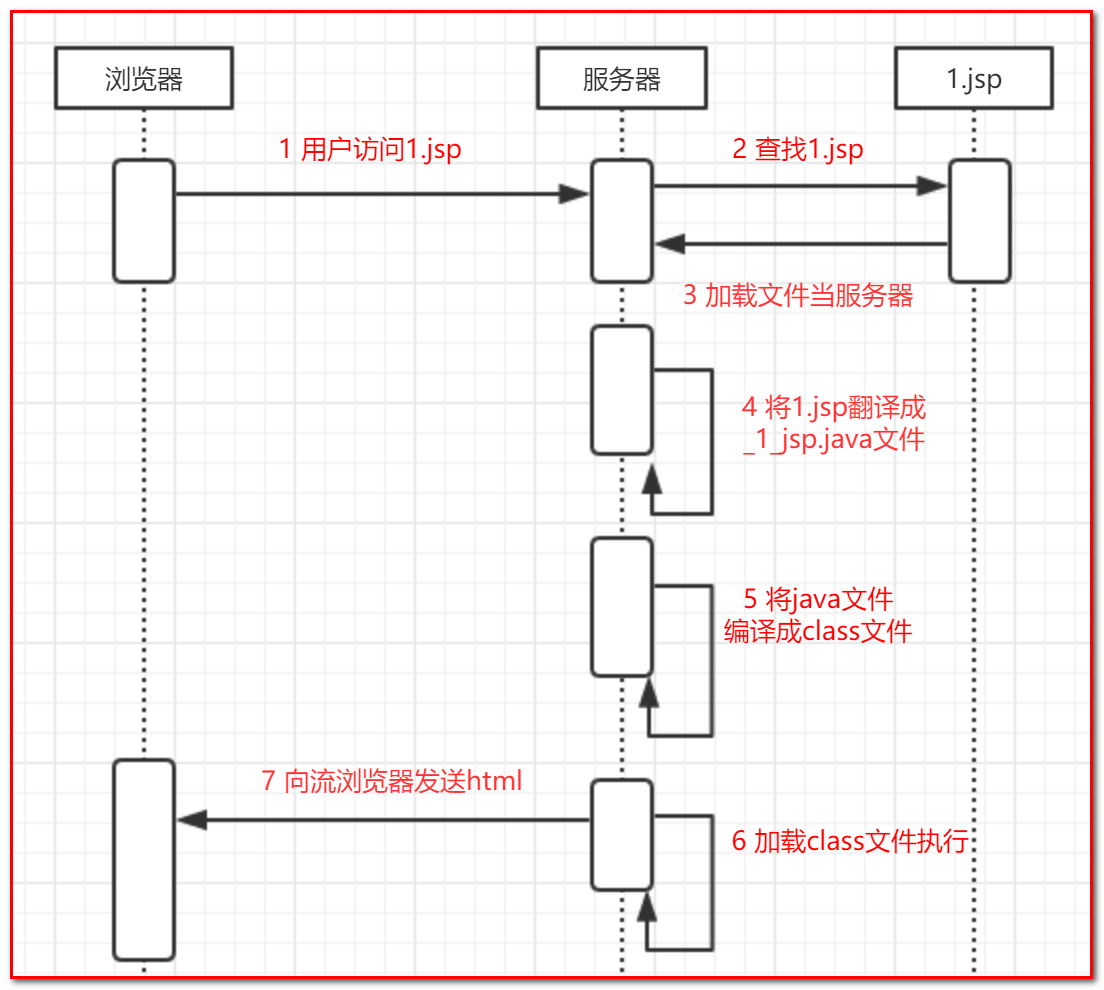 浏览器
服务器
1.jsp
1 用户访问1.jsp
2 查找1.jsp
3 加载文件当服务器
4 将1.jsp翻译成
_1_jsp.java文件
5 将java文件
编译成class文件
7 向流浏览器发送html
6 加载class文件执行